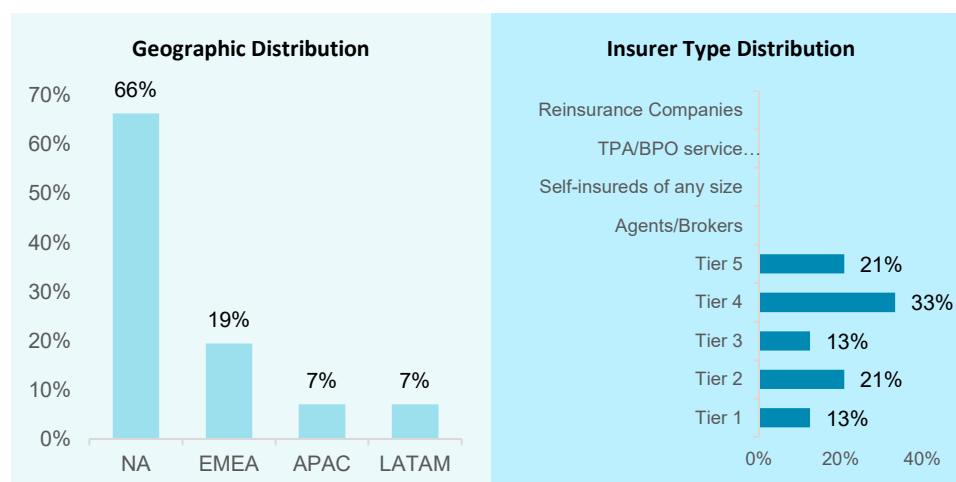 Geographic Distribution
70%
60%
50%
40%
30%
20%
10%
0%
66%
19%
7%
7%
NA EMEA APAC LATAM
Insurer Type Distribution
Reinsurance Companies
TPA/BPO service…
Self-insureds of any size
Agents/Brokers
Tier 5 21%
Tier 4 33%
Tier 3 13%
Tier 2 21%
Tier 1 13%
0% 20% 40%